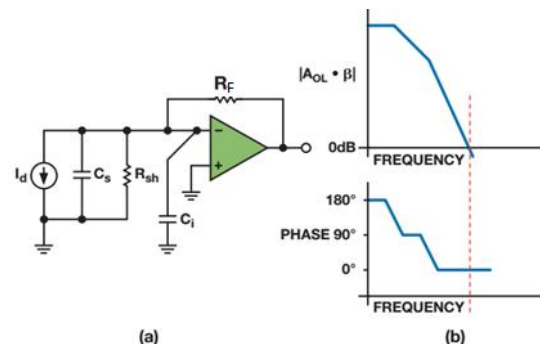 R_F
−
+
I_d
C_s
R_sh
C_i
(a)
|A_OL • β|
0dB
FREQUENCY
180°
PHASE 90°
0°
FREQUENCY
(b)